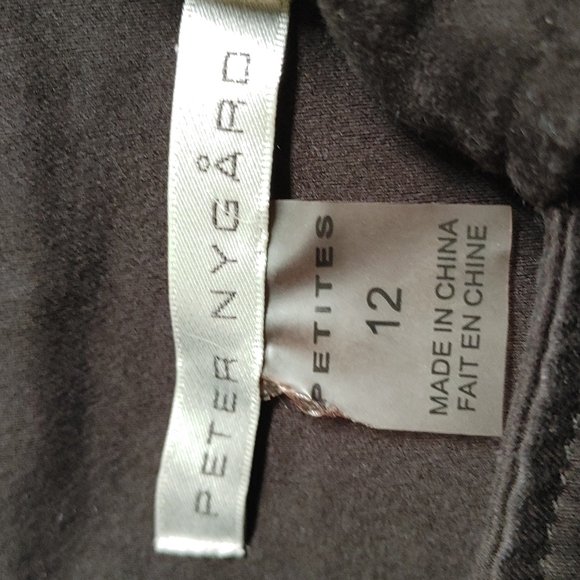 PETER NYGÅRD
PETITES
12
MADE IN CHINA
FAIT EN CHINE